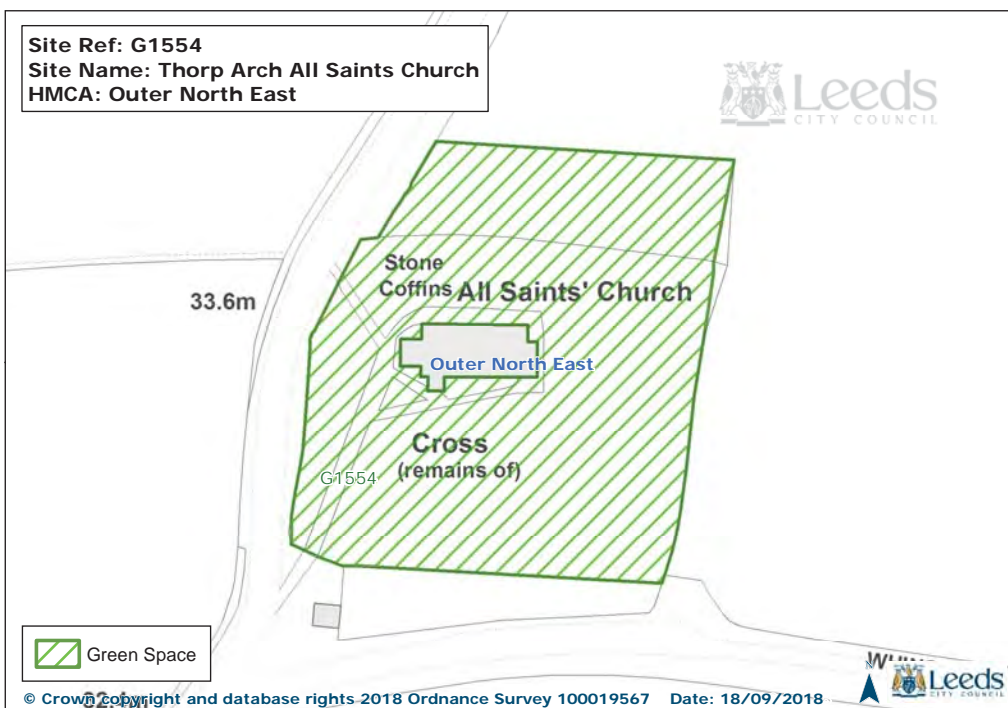 Site Ref: G1554
Site Name: Thorp Arch All Saints Church
HMCA: Outer North East
Leeds
CITY COUNCIL
Stone
Coffins All Saints' Church
33.6m
Outer North East
Cross
(remains of)
G1554
Green Space
Leeds
CITY COUNCIL
© Crown copyright and database rights 2018 Ordnance Survey 100019567 Date: 18/09/2018